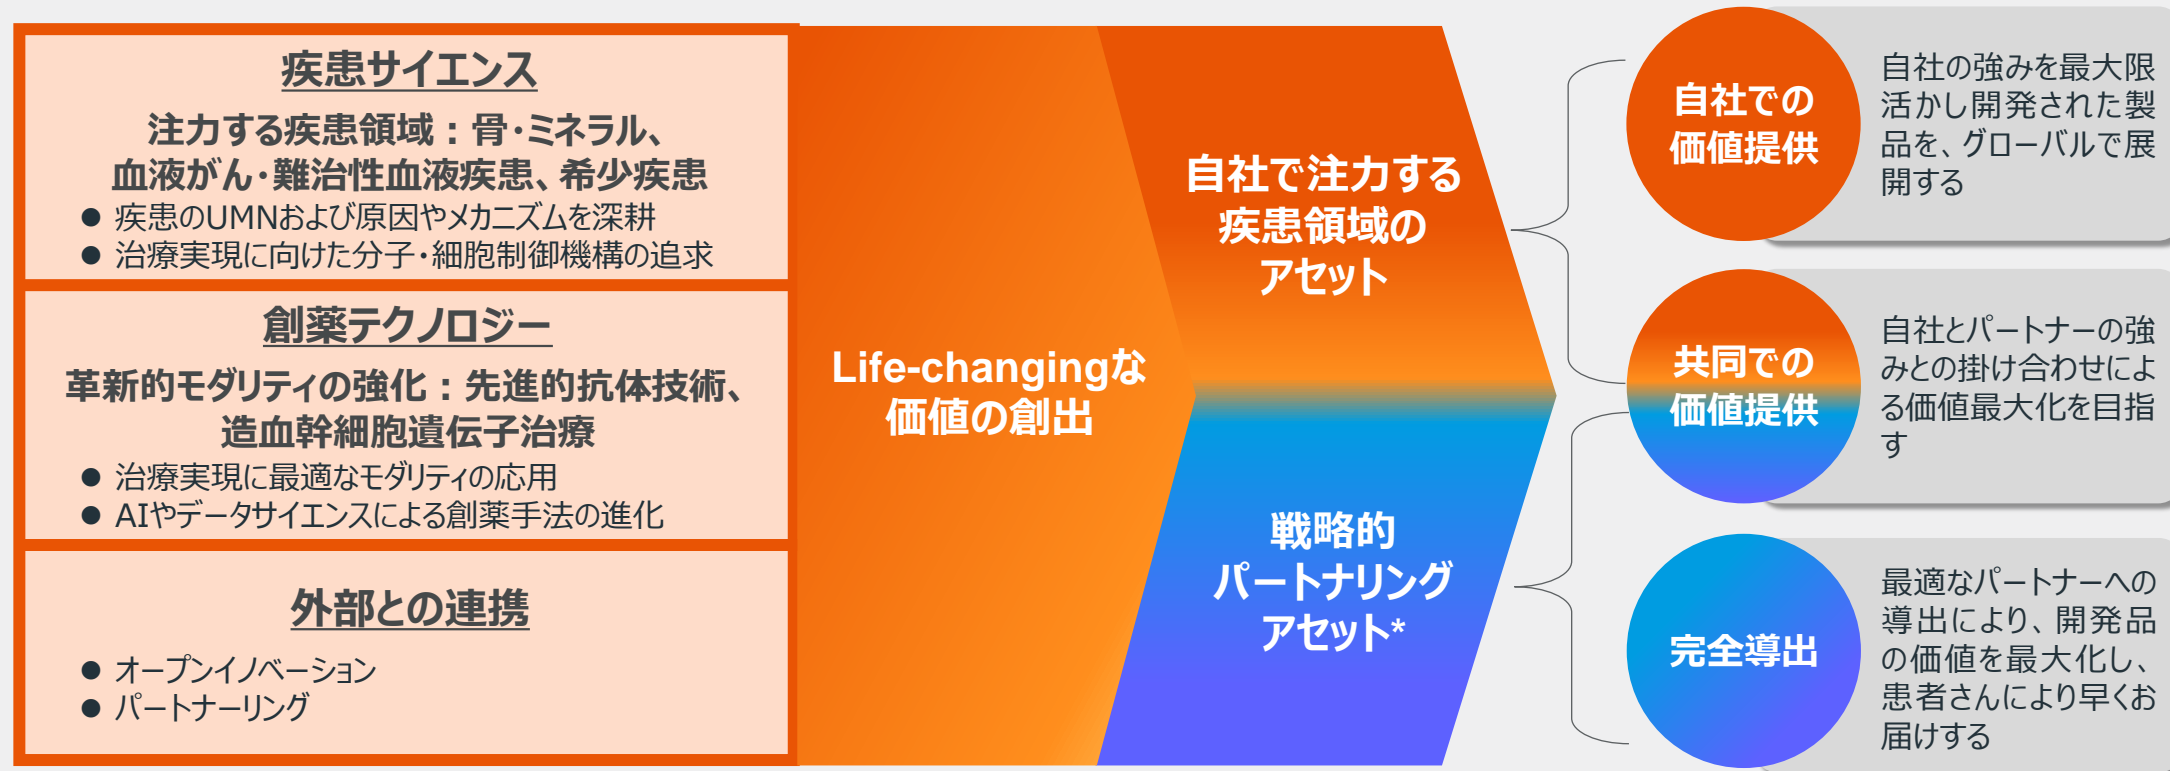 疾患サイエンス
注力する疾患領域：骨・ミネラル、
血液がん・難治性血液疾患、希少疾患
● 疾患のUMNおよび原因やメカニズムを深耕
● 治療実現に向けた分子・細胞制御機構の追求
創薬テクノロジー
革新的モダリティの強化：先進的抗体技術、
造血幹細胞遺伝子治療
● 治療実現に最適なモダリティの応用
● AIやデータサイエンスによる創薬手法の進化
外部との連携
● オープンイノベーション
● パートナーリング
Life-changingな
価値の創出
自社で注力する
疾患領域の
アセット
戦略的
パートナリング
アセット*
自社での
価値提供
自社の強みを最大限
活かし開発された製
品を、グローバルで展
開する
共同での
価値提供
自社とパートナーの強
みとの掛け合わせによ
る価値最大化を目指
す
完全導出
最適なパートナーへの
導出により、開発品
の価値を最大化し、
患者さんにより早くお
届けする